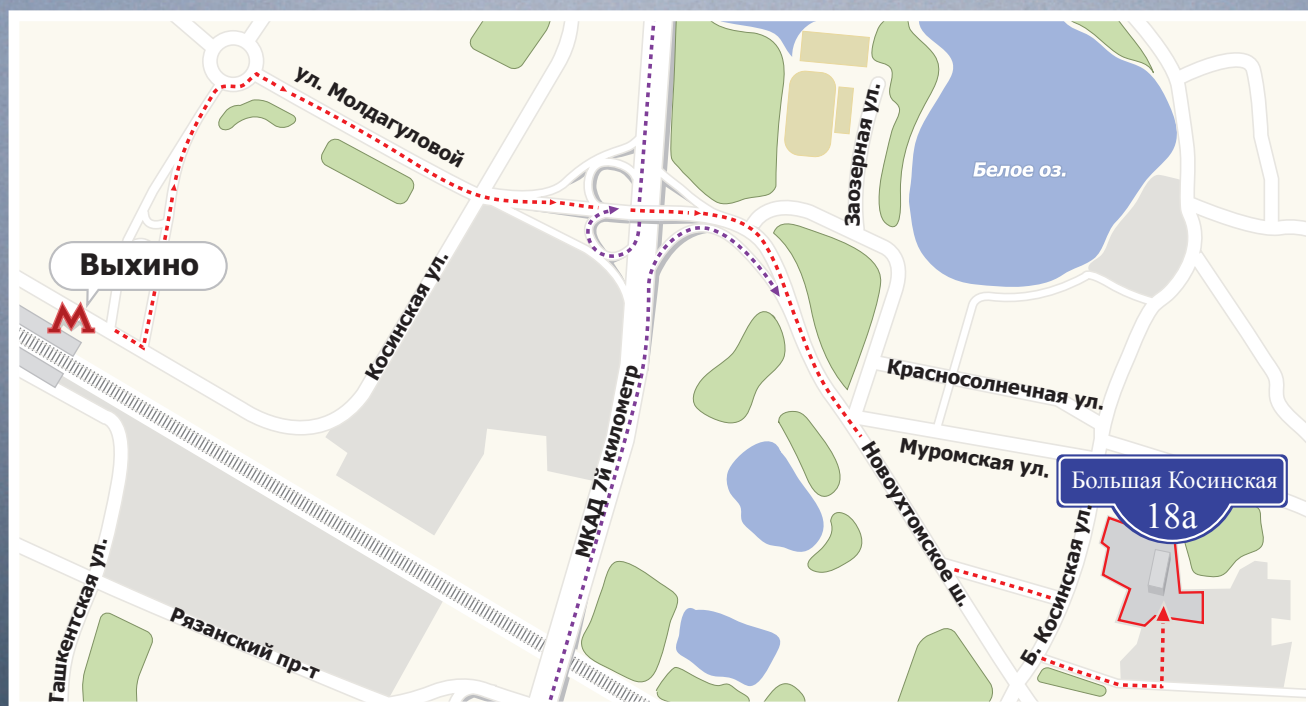 ул. Молдагуловой
Заозерная ул.
Белое оз.
Выхино
М
Косинская ул.
Красносолнечная ул.
МКАД 7й километр
Муромская ул.
Новоухтомское ш.
Большая Косинская
18а
Б. Косинская ул.
Ташкентская ул.
Рязанский пр-т